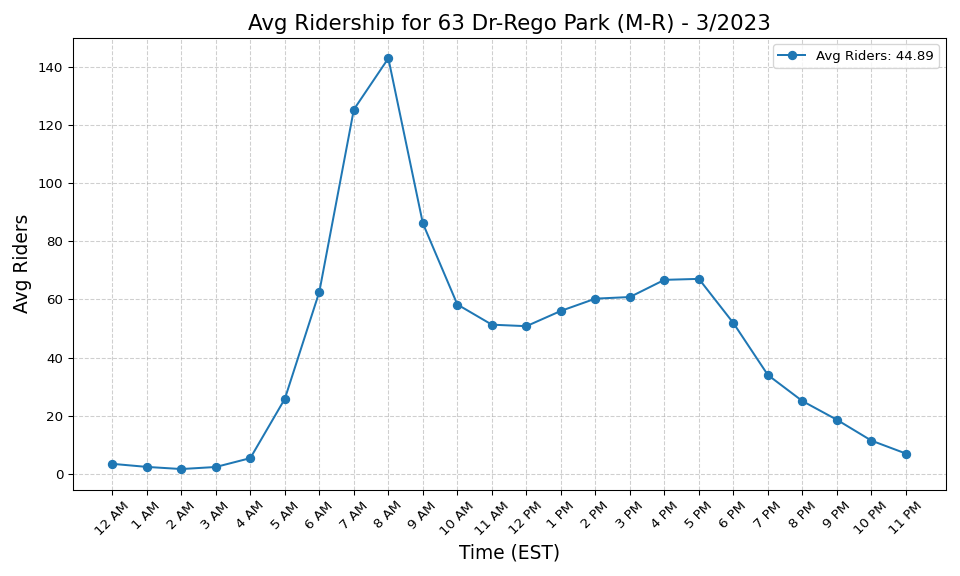 Avg Ridership for 63 Dr-Rego Park (M-R) - 3/2023
Avg Riders: 44.89
Avg Riders
140
120
100
80
60
40
20
0
12 AM
1 AM
2 AM
3 AM
4 AM
5 AM
6 AM
7 AM
8 AM
9 AM
10 AM
11 AM
12 PM
1 PM
2 PM
3 PM
4 PM
5 PM
6 PM
7 PM
8 PM
9 PM
10 PM
11 PM
Time (EST)